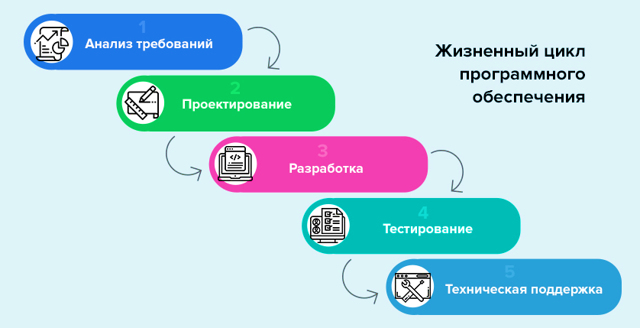 1
Анализ требований
Жизненный цикл
программного
обеспечения
2
Проектирование
3
Разработка
4
Тестирование
5
Техническая поддержка